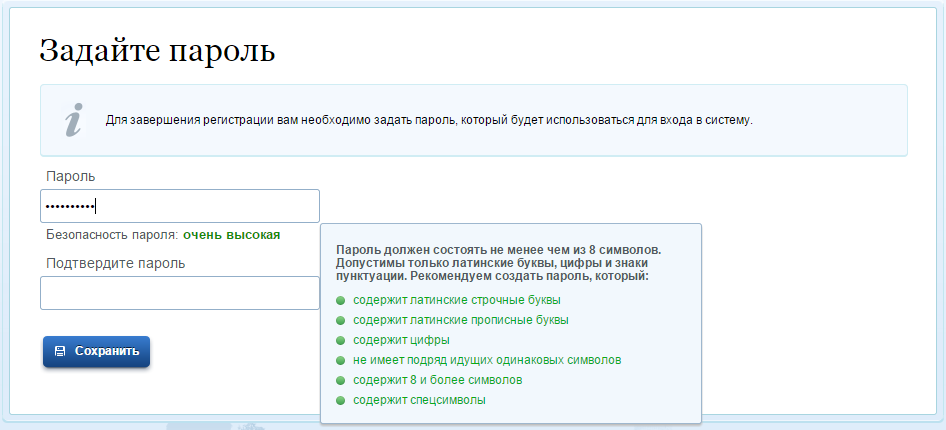 Задайте пароль
Для завершения регистрации вам необходимо задать пароль, который будет использоваться для входа в систему.
Пароль
••••••••••
Безопасность пароля: очень высокая
Подтвердите пароль
Сохранить
Пароль должен состоять не менее чем из 8 символов.
Допустимы только латинские буквы, цифры и знаки
пунктуации. Рекомендуем создать пароль, который:
содержит латинские строчные буквы
содержит латинские прописные буквы
содержит цифры
не имеет подряд идущих одинаковых символов
содержит 8 и более символов
содержит спецсимволы